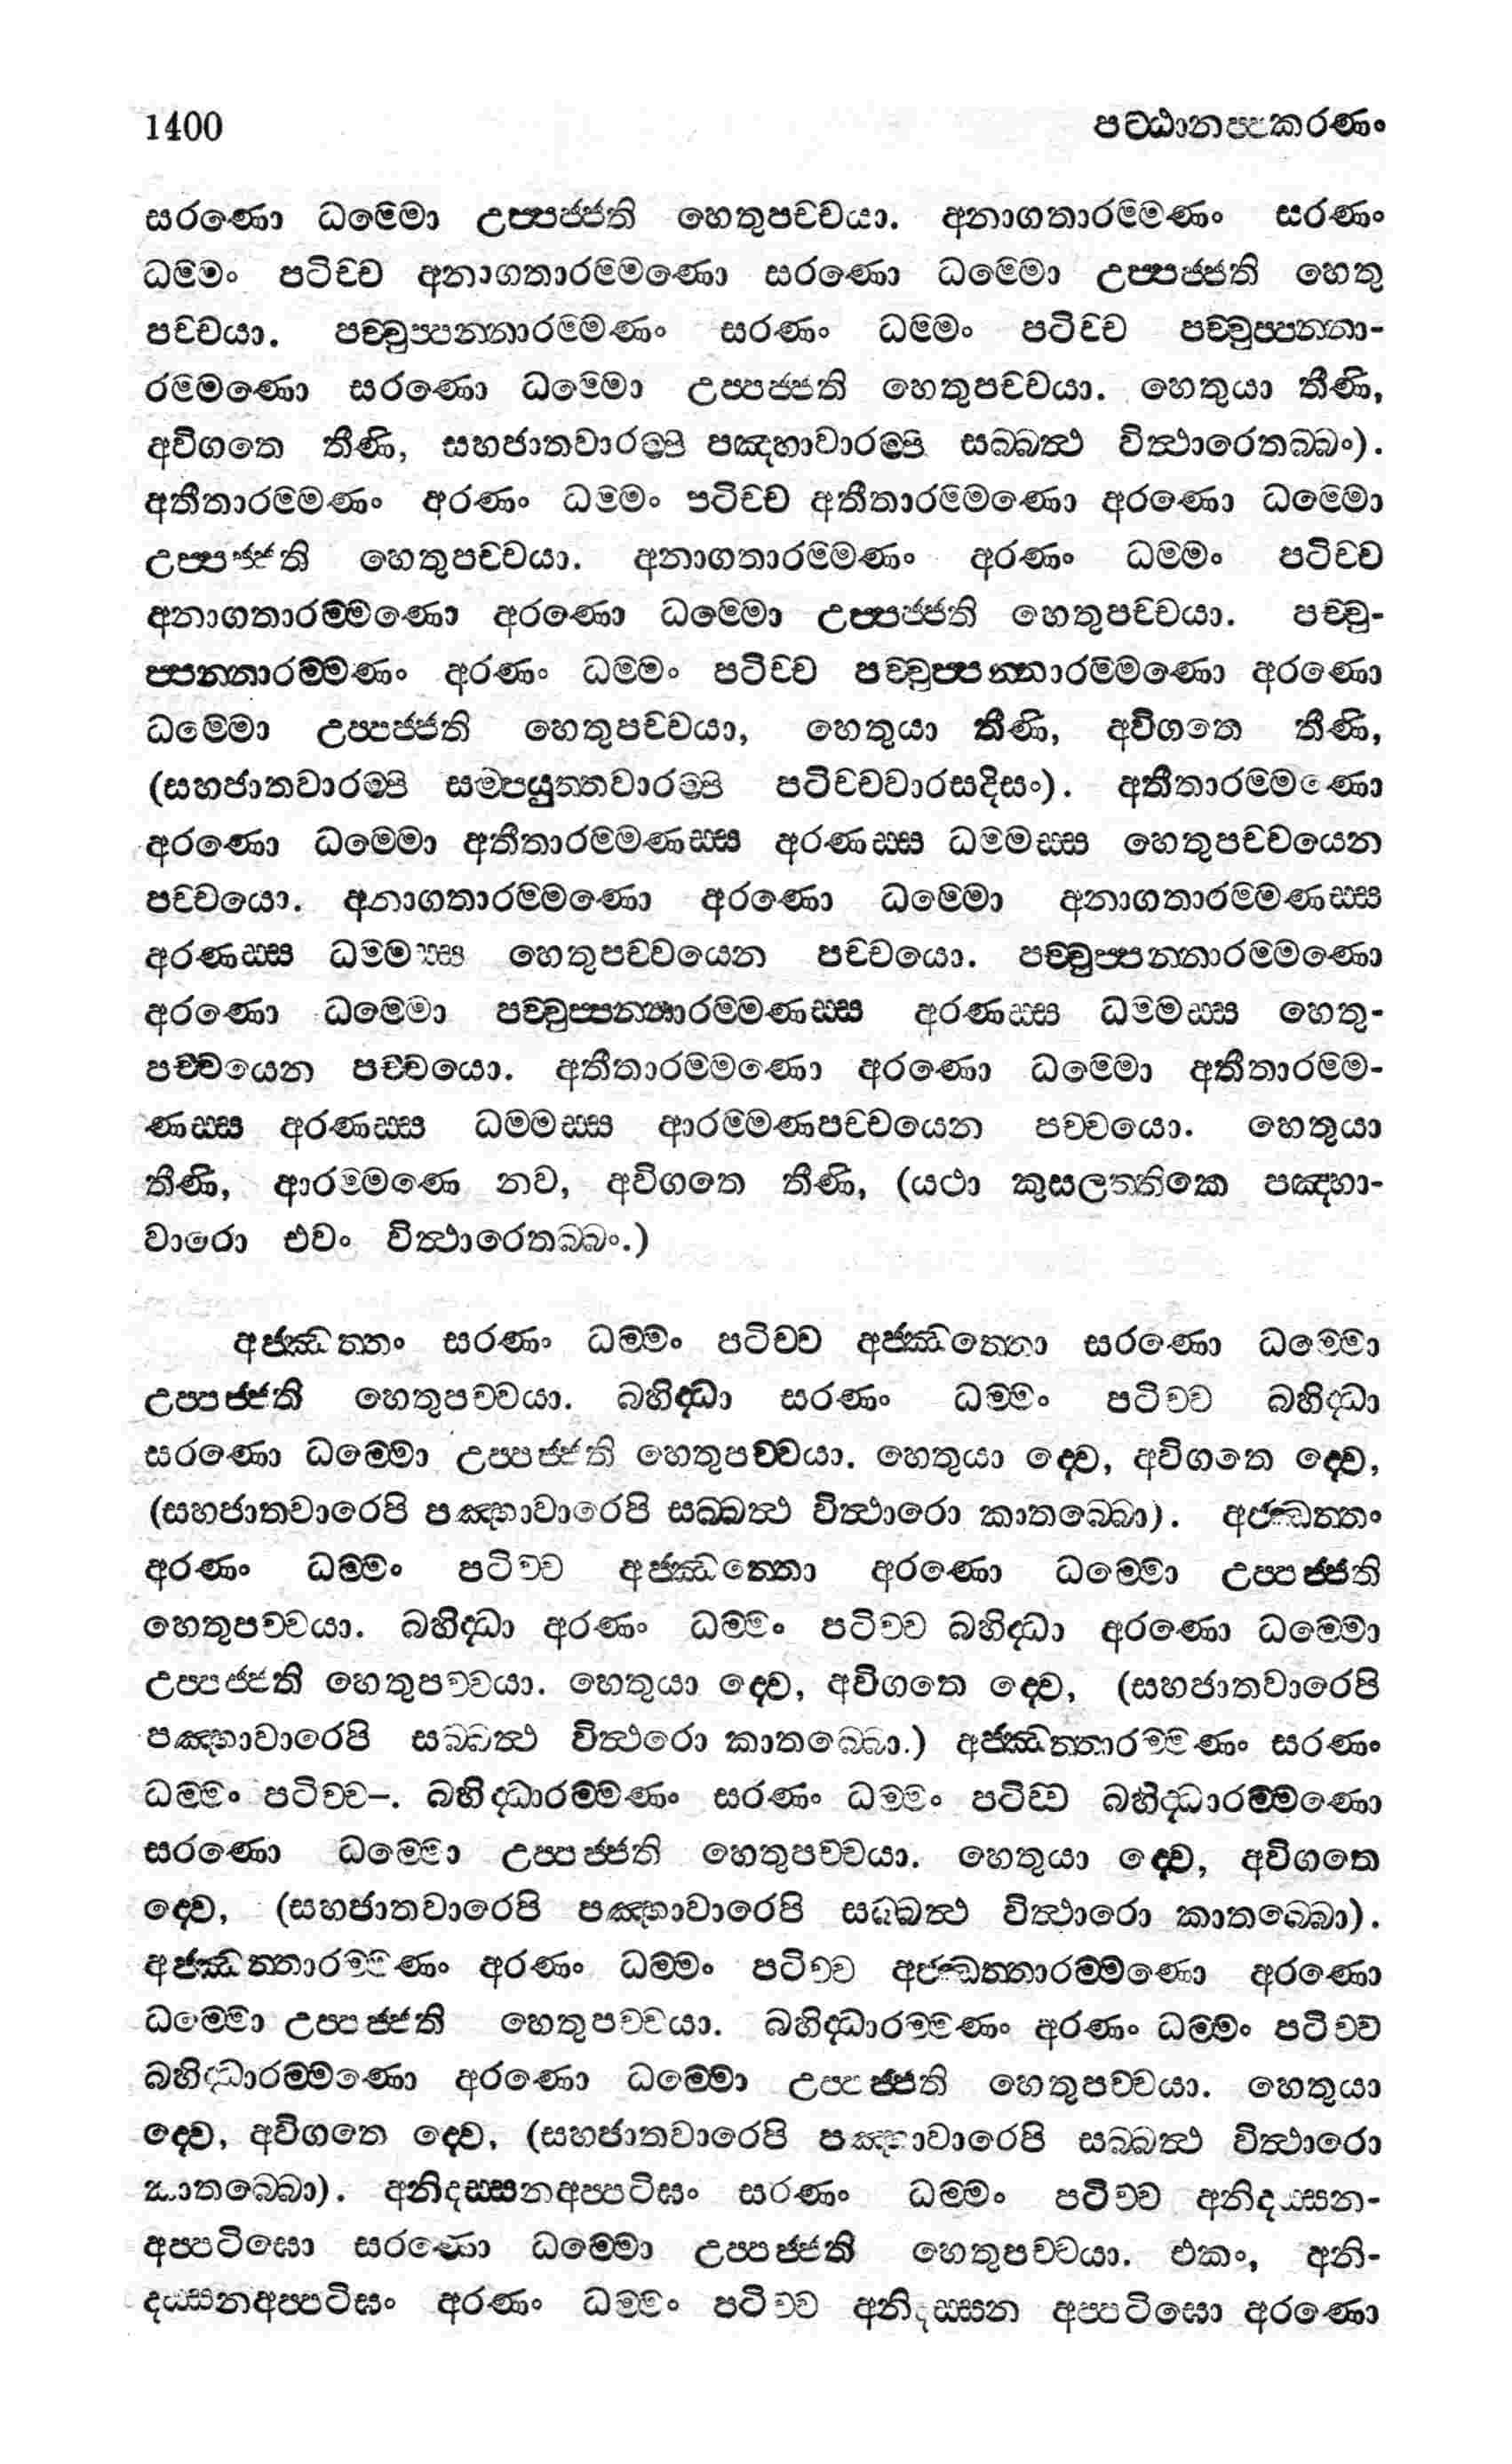 1400 පට්ඨානප්පකරණං
සරණො ධම්මො උප්පජ්ජති හෙතුපච්චයා. අනාගතාරම්මණං සරණං
ධම්මං පටිච්ච අනාගතාරම්මණො සරණො ධම්මො උප්පජ්ජති හෙතු
පච්චයා. පච්චුප්පන්නාරම්මණං සරණං ධම්මං පටිච්ච පච්චුප්පන්නා-
රම්මණො සරණො ධම්මො උප්පජ්ජති හෙතුපච්චයා. හෙතුයා තීණි,
අවිගතෙ තීණි, සහජාතවාරම්පි පඤ්හාවාරම්පි සබ්බත්ථ විත්ථාරෙතබ්බං).
අතීතාරම්මණං අරණං ධම්මං පටිච්ච අතීතාරම්මණො අරණො ධම්මො
උප්පජ්ජති හෙතුපච්චයා. අනාගතාරම්මණං අරණං ධම්මං පටිච්ච
අනාගතාරම්මණො අරණො ධම්මො උප්පජ්ජති හෙතුපච්චයා. පච්චු-
ප්පන්නාරම්මණං අරණං ධම්මං පටිච්ච පච්චුප්පන්නාරම්මණො අරණො
ධම්මො උප්පජ්ජති හෙතුපච්චයා, හෙතුයා තීණි, අවිගතෙ තීණි,
(සහජාතවාරම්පි සම්පයුත්තවාරම්පි පටිච්චවාරසදිසං). අතීතාරම්මණො
අරණො ධම්මො අතීතාරම්මණස්ස අරණස්ස ධම්මස්ස හෙතුපච්චයෙන
පච්චයො. අනාගතාරම්මණො අරණො ධම්මො අනාගතාරම්මණස්ස
අරණස්ස ධම්මස්ස හෙතුපච්චයෙන පච්චයො. පච්චුප්පන්නාරම්මණො
අරණො ධම්මො පච්චුප්පන්නාරම්මණස්ස අරණස්ස ධම්මස්ස හෙතු-
පච්චයෙන පච්චයො. අතීතාරම්මණො අරණො ධම්මො අතීතාරම්ම-
ණස්ස අරණස්ස ධම්මස්ස ආරම්මණපච්චයෙන පච්චයො. හෙතුයා
තීණි, ආරම්මණෙ නව, අවිගතෙ තීණි, (යථා කුසලත්තිකෙ පඤ්හා-
වාරො එවං විත්ථාරෙතබ්බං.)
අජ්ඣත්තං සරණං ධම්මං පටිච්ච අජ්ඣත්තො සරණො ධම්මො
උප්පජ්ජති හෙතුපච්චයා. බහිද්ධා සරණං ධම්මං පටිච්ච බහිද්ධා
සරණො ධම්මො උප්පජ්ජති හෙතුපච්චයා. හෙතුයා ද්වෙ, අවිගතෙ ද්වෙ,
(සහජාතවාරෙපි පඤ්හාවාරෙපි සබ්බත්ථ විත්ථාරො කාතබ්බො). අජ්ඣත්තං
අරණං ධම්මං පටිච්ච අජ්ඣත්තො අරණො ධම්මො උප්පජ්ජති
හෙතුපච්චයා. බහිද්ධා අරණං ධම්මං පටිච්ච බහිද්ධා අරණො ධම්මො
උප්පජ්ජති හෙතුපච්චයා. හෙතුයා ද්වෙ, අවිගතෙ ද්වෙ, (සහජාතවාරෙපි
පඤ්හාවාරෙපි සබ්බත්ථ විත්ථරො කාතබ්බො.) අජ්ඣත්තාරම්මණං සරණං
ධම්මං පටිච්ච–. බහිද්ධාරම්මණං සරණං ධම්මං පටිච්ච බහිද්ධාරම්මණො
සරණො ධම්මො උප්පජ්ජති හෙතුපච්චයා. හෙතුයා ද්වෙ, අවිගතෙ
ද්වෙ, (සහජාතවාරෙපි පඤ්හාවාරෙපි සබ්බත්ථ විත්ථාරො කාතබ්බො).
අජ්ඣත්තාරම්මණං අරණං ධම්මං පටිච්ච අජ්ඣත්තාරම්මණො අරණො
ධම්මො උප්පජ්ජති හෙතුපච්චයා. බහිද්ධාරම්මණං අරණං ධම්මං පටිච්ච
බහිද්ධාරම්මණො අරණො ධම්මො උප්පජ්ජති හෙතුපච්චයා. හෙතුයා
ද්වෙ, අවිගතෙ ද්වෙ, (සහජාතවාරෙපි පඤ්හාවාරෙපි සබ්බත්ථ විත්ථාරො
කාතබ්බො). අනිදස්සනඅප්පටිඝං සරණං ධම්මං පටිච්ච අනිදස්සන-
අප්පටිඝො සරණො ධම්මො උප්පජ්ජති හෙතුපච්චයා. එකං, අනි-
දස්සනඅප්පටිඝං අරණං ධම්මං පටිච්ච අනිදස්සන අප්පටිඝො අරණො